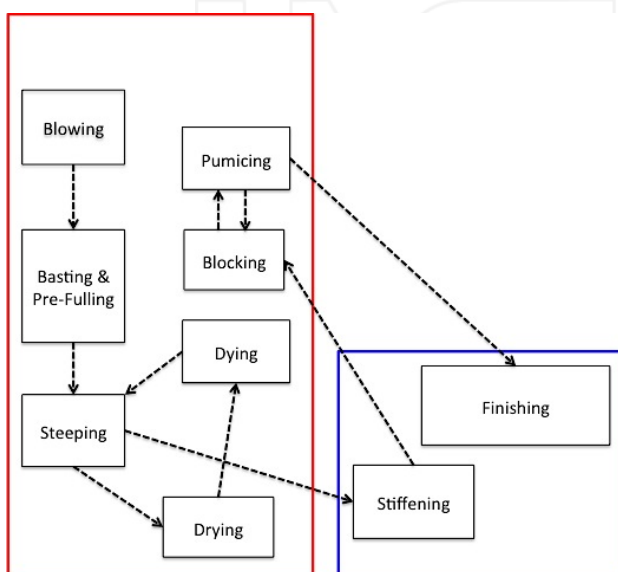 Blowing
Pumicing
Basting &
Pre-Fulling
Blocking
Dying
Finishing
Steeping
Stiffening
Drying